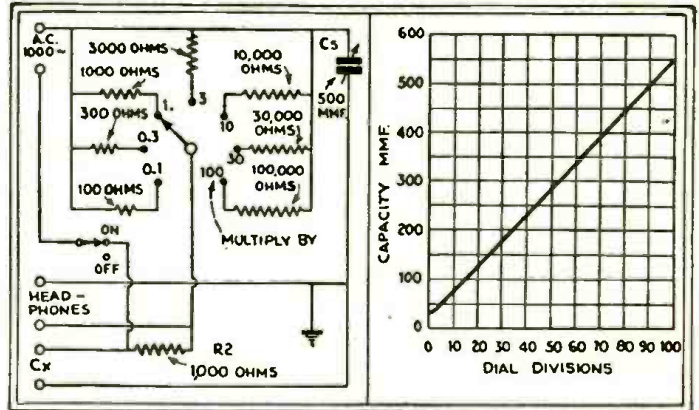 A.C.
1000~
3000 OHMS
1000 OHMS
300 OHMS
0.3
0.1
100 OHMS
1.
3
10,000
OHMS
10
30,000
OHMS
30
100
100,000
OHMS
MULTIPLY BY
Cs
500
MMF.
ON
OFF
HEAD-
PHONES
Cx
R2
1,000 OHMS
CAPACITY MMF.
600
500
400
300
200
100
0
0 10 20 30 40 50 60 70 80 90 100
DIAL DIVISIONS